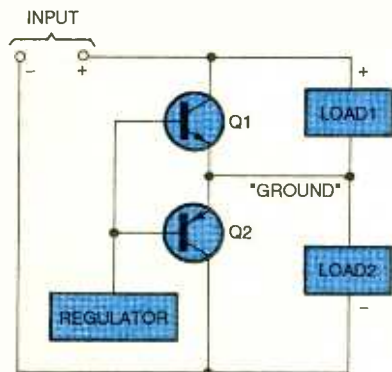 INPUT
- +
Q1
+
LOAD1
"GROUND"
Q2
LOAD2
-
REGULATOR